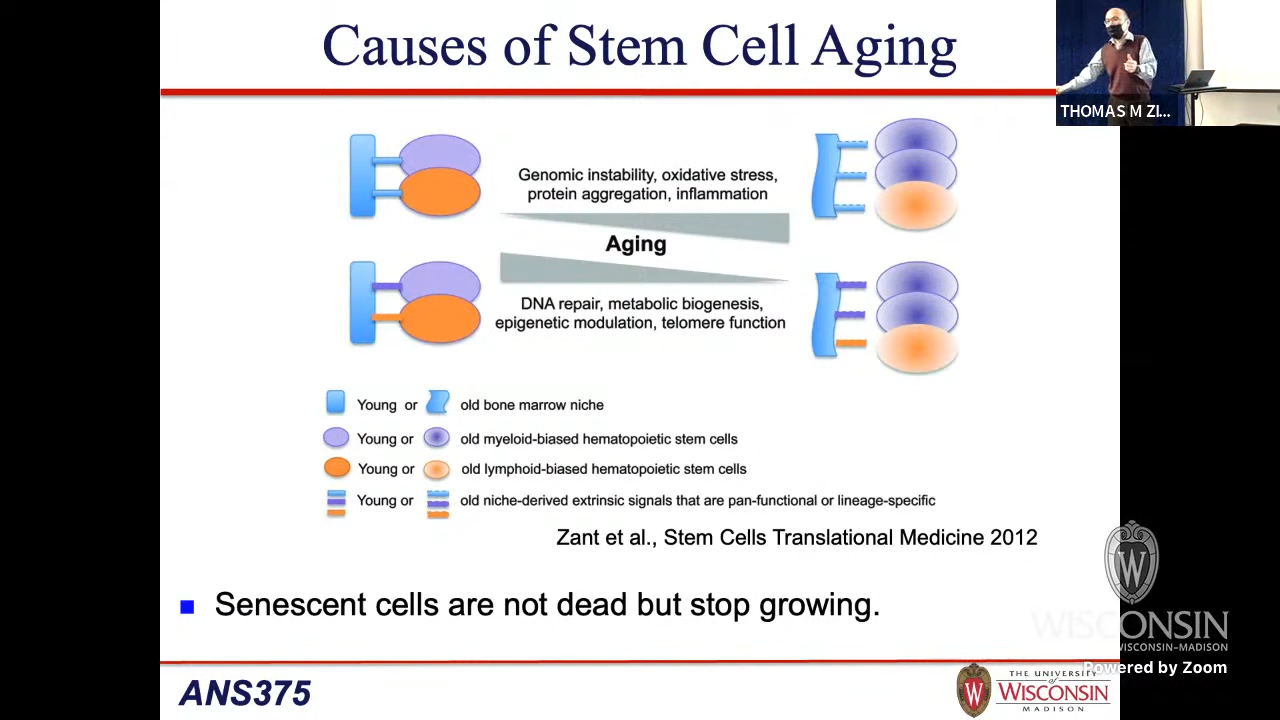 Causes of Stem Cell Aging
THOMAS M ZI...
Genomic instability, oxidative stress,
protein aggregation, inflammation
Aging
DNA repair, metabolic biogenesis,
epigenetic modulation, telomere function
Young or old bone marrow niche
Young or old myeloid-biased hematopoietic stem cells
Young or old lymphoid-biased hematopoietic stem cells
Young or old niche-derived extrinsic signals that are pan-functional or lineage-specific
Zant et al., Stem Cells Translational Medicine 2012
Senescent cells are not dead but stop growing.
W
WISCONSIN
WISCONSIN–MADISON
Powered by Zoom
ANS375
W
THE UNIVERSITY
of
WISCONSIN
MADISON